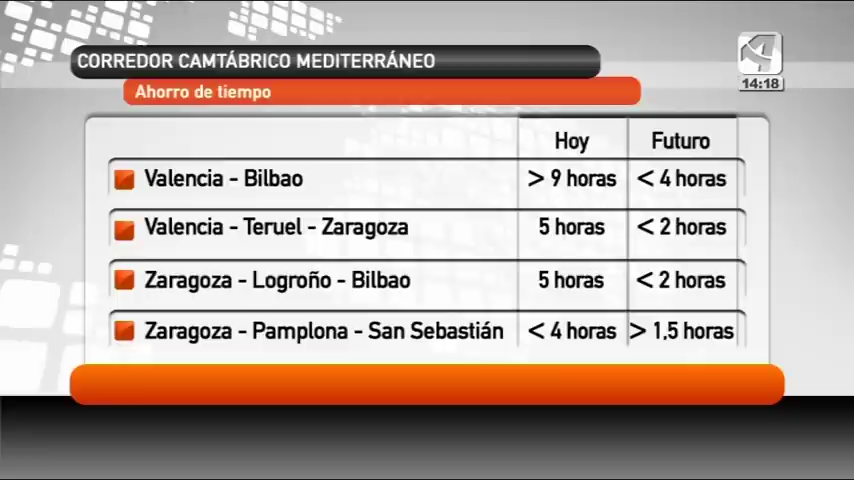 CORREDOR CAMTÁBRICO MEDITERRÁNEO
Ahorro de tiempo
14:18
Hoy Futuro
Valencia - Bilbao > 9 horas < 4 horas
Valencia - Teruel - Zaragoza 5 horas < 2 horas
Zaragoza - Logroño - Bilbao 5 horas < 2 horas
Zaragoza - Pamplona - San Sebastián < 4 horas > 1,5 horas